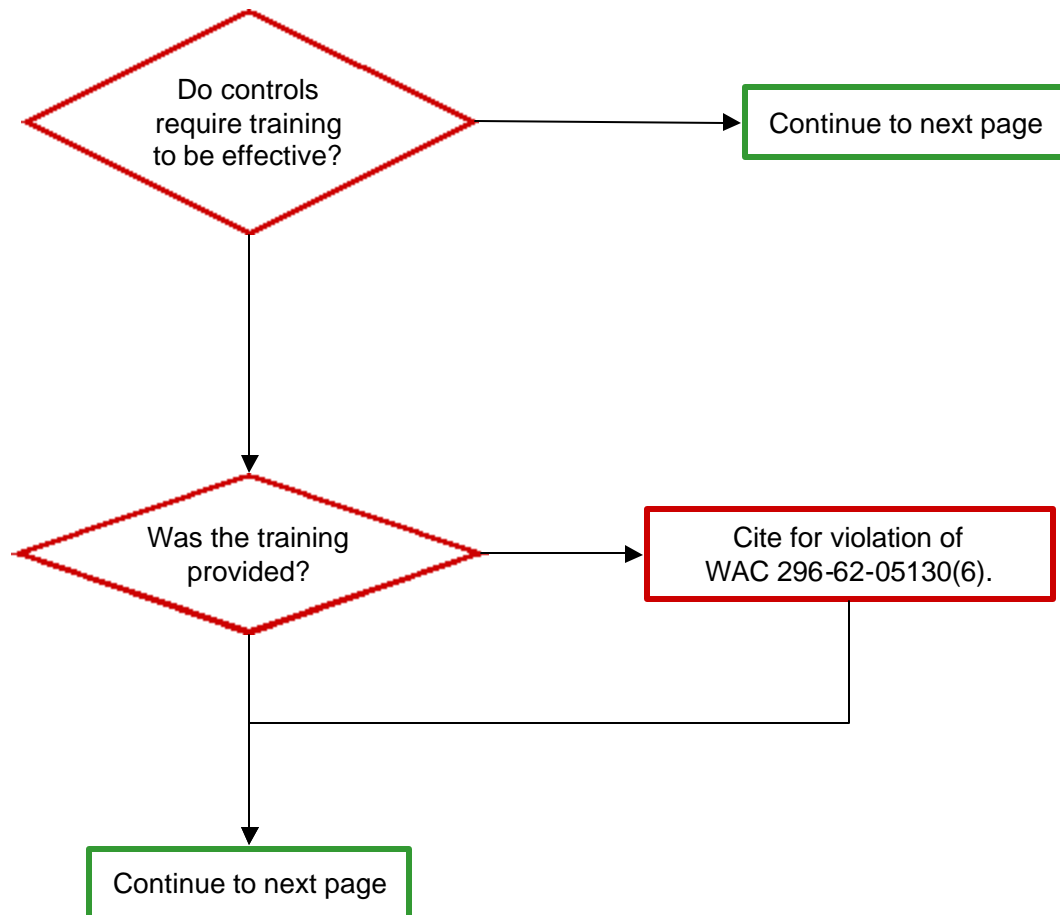 Do controls
require training
to be effective?
Continue to next page
Was the training
provided?
Cite for violation of
WAC 296-62-05130(6).
Continue to next page